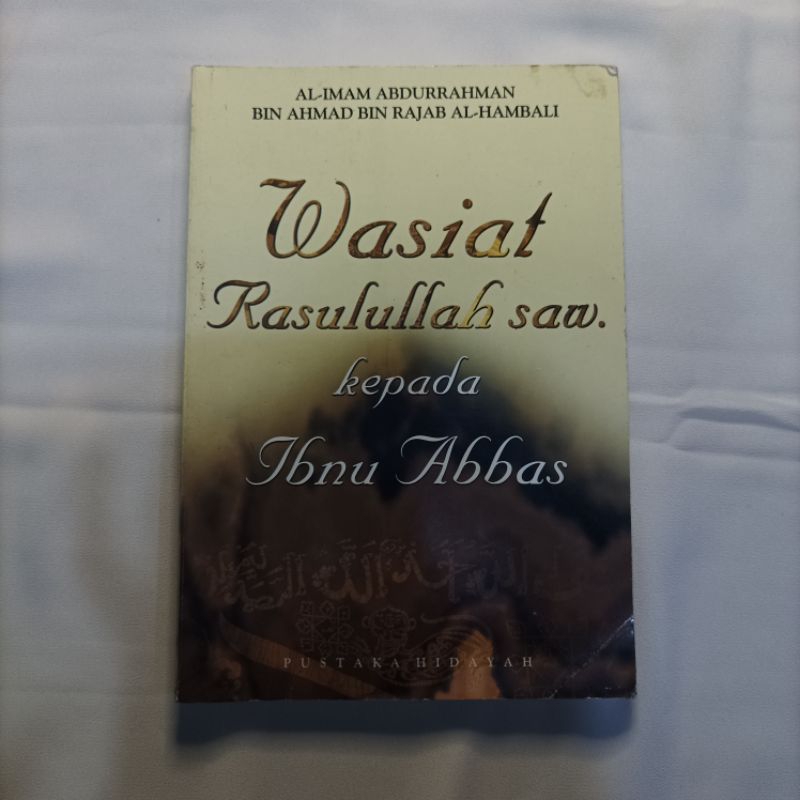 AL-IMAM ABDURRAHMAN
BIN AHMAD BIN RAJAB AL-HAMBALI
Wasiat
Rasulullah saw.
kepada
Ibnu Abbas
PUSTAKA HIDAYAH